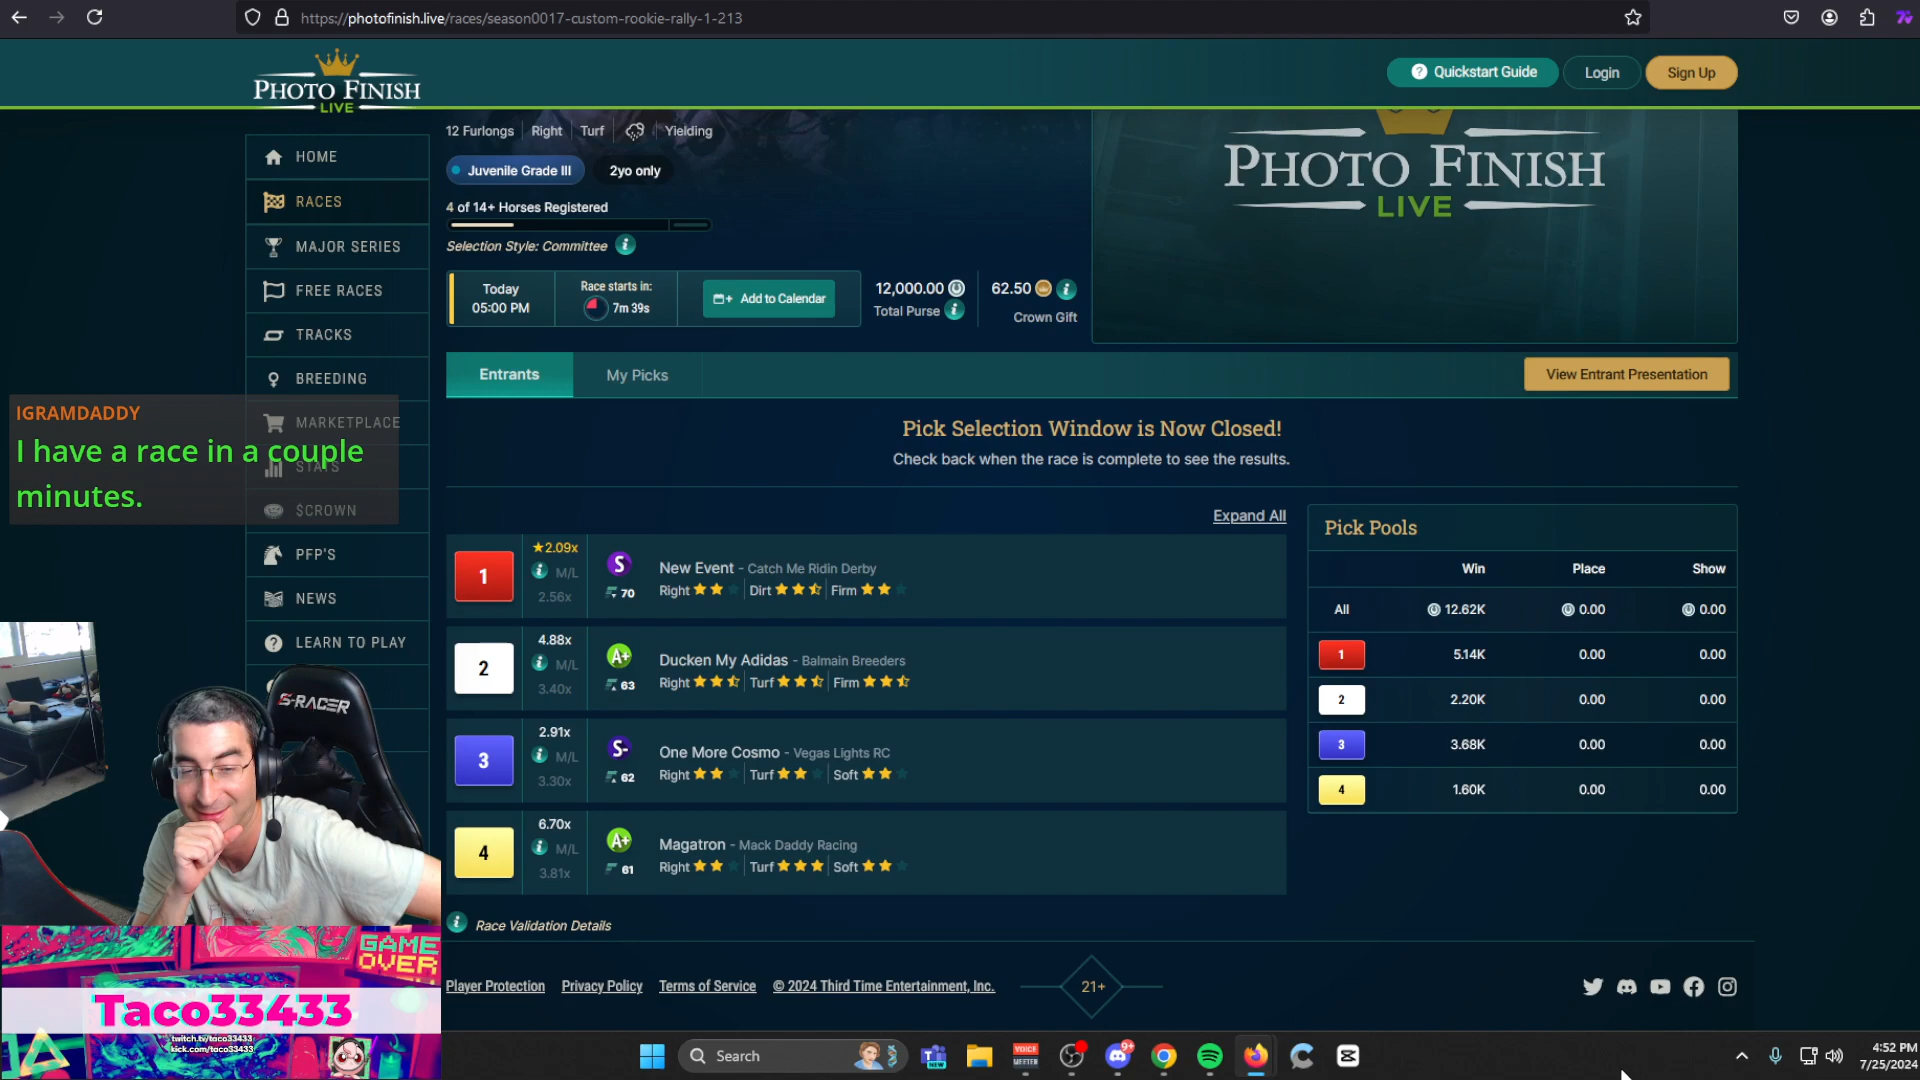 https://photofinish.live/races/season0017-custom-rookie-rally-1-213
PHOTO FINISH
LIVE
Quickstart Guide
Login
Sign Up
12 Furlongs Right Turf Yielding
Juvenile Grade III
2yo only
4 of 14+ Horses Registered
Selection Style: Committee
Today
05:00 PM
Race starts in:
7m 39s
Add to Calendar
12,000.00
Total Purse
62.50
Crown Gift
PHOTO FINISH
LIVE
HOME
RACES
MAJOR SERIES
FREE RACES
TRACKS
BREEDING
MARKETPLACE
STATS
$CROWN
PFP'S
NEWS
LEARN TO PLAY
IGRAMDADDY
I have a race in a couple
minutes.
Entrants
My Picks
View Entrant Presentation
Pick Selection Window is Now Closed!
Check back when the race is complete to see the results.
Expand All
1
2.09x
M/L
2.56x
S
70
New Event - Catch Me Ridin Derby
Right Dirt Firm
2
4.88x
M/L
3.40x
A+
63
Ducken My Adidas - Balmain Breeders
Right Turf Firm
3
2.91x
M/L
3.30x
S-
62
One More Cosmo - Vegas Lights RC
Right Turf Soft
4
6.70x
M/L
3.81x
A+
61
Magatron - Mack Daddy Racing
Right Turf Soft
Pick Pools
Win Place Show
All 12.62K 0.00 0.00
1 5.14K 0.00 0.00
2 2.20K 0.00 0.00
3 3.68K 0.00 0.00
4 1.60K 0.00 0.00
Race Validation Details
Player Protection Privacy Policy Terms of Service © 2024 Third Time Entertainment, Inc.
21+
S-RACER
GAME
OVER
Taco33433
twitch.tv/taco33433
kick.com/taco33433
Search
NEW
VOICE
MEETER
9+
4:52 PM
7/25/2024